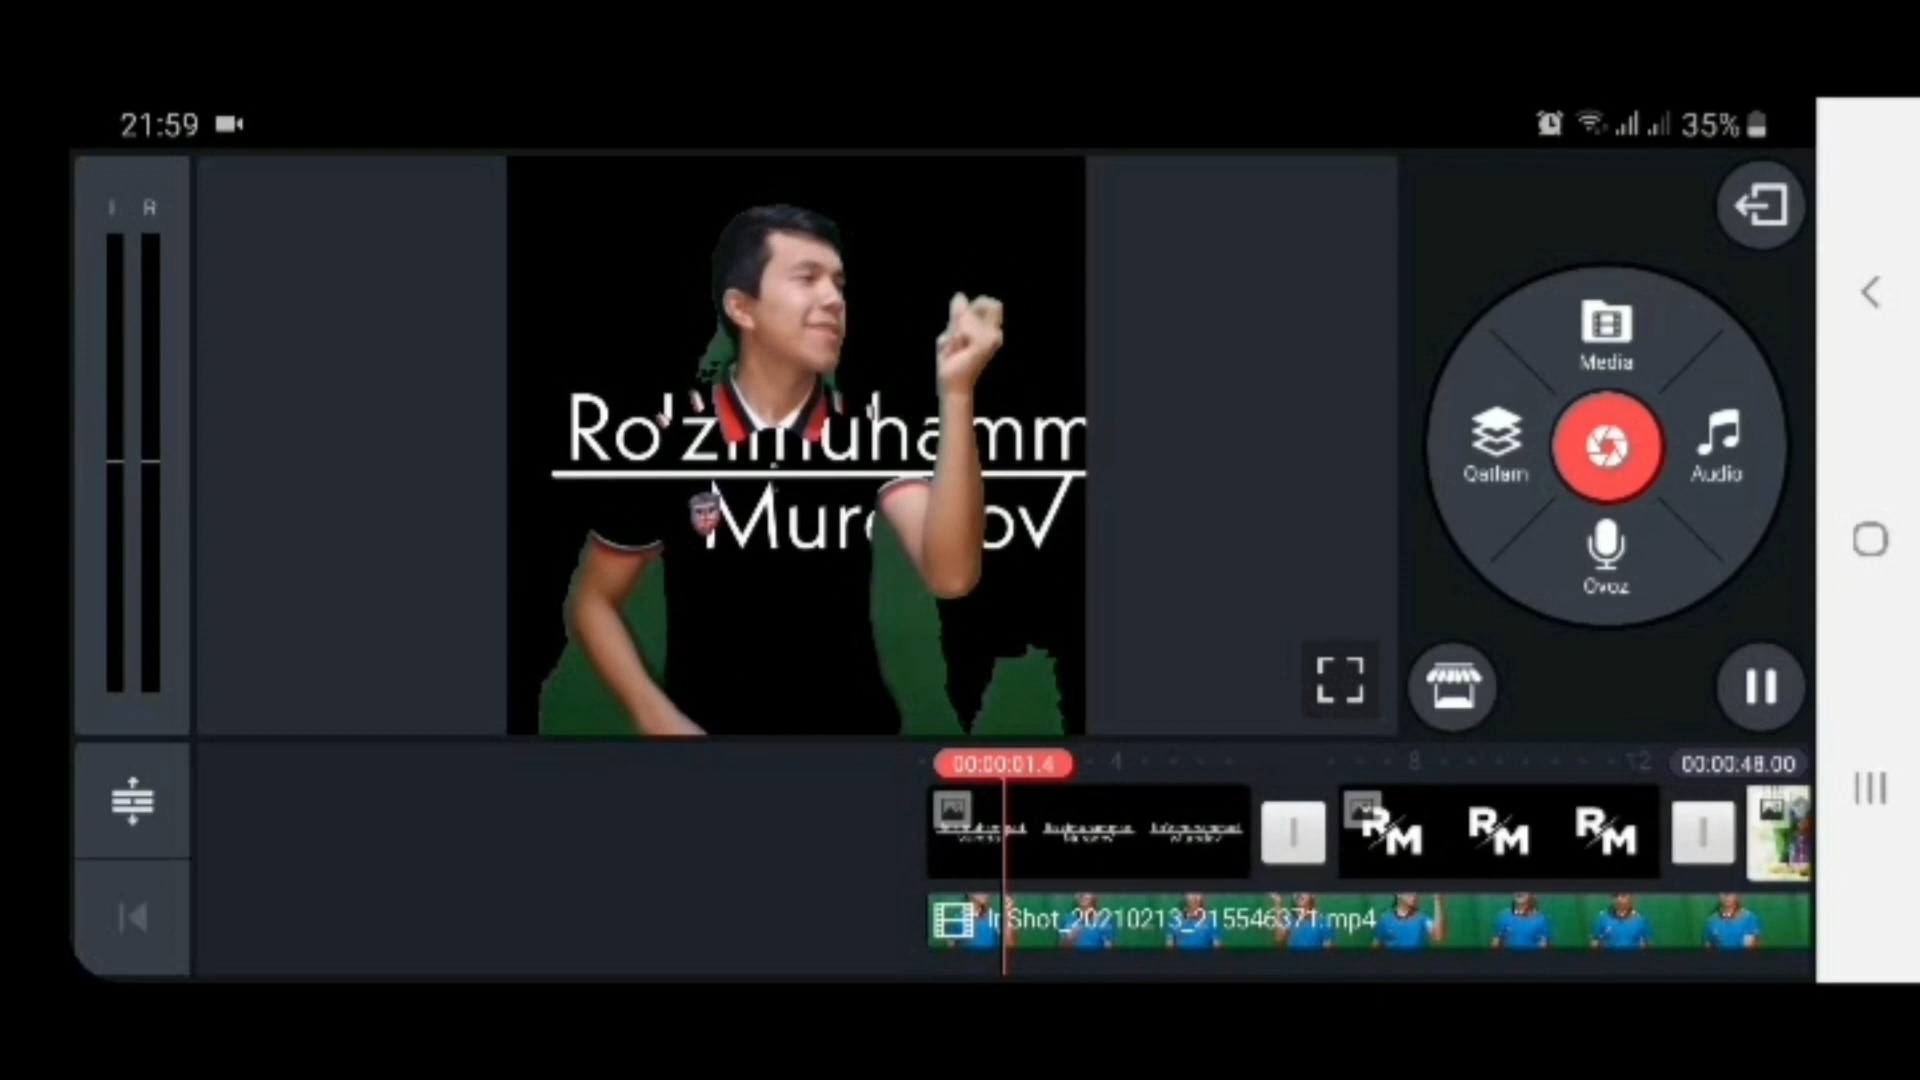 21:59
35%
R
Media
Qatlam
Audio
Ovoz
Ro'zimuhamm
Mur
ov
00:00:01.4
4
8
12
00:00:48.00
RM RM RM
InShot_20210213_215546371.mp4